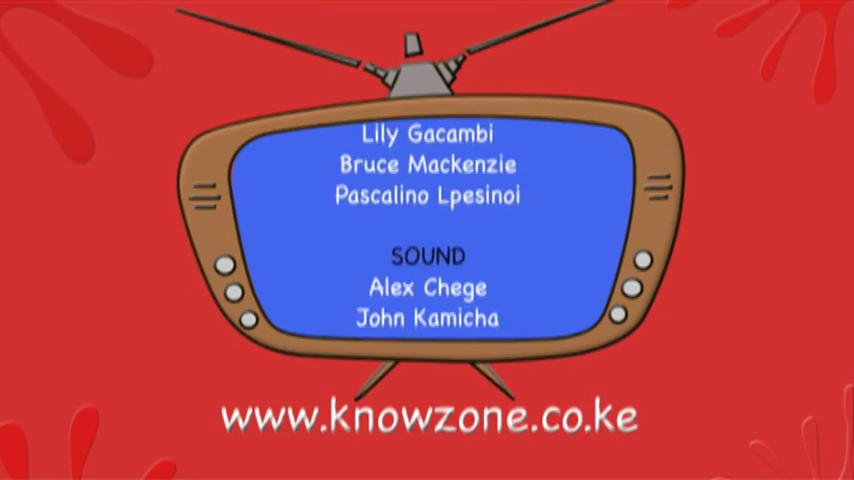 Lily Gacambi
Bruce Mackenzie
Pascalino Lpesinoi
SOUND
Alex Chege
John Kamicha
www.knowzone.co.ke